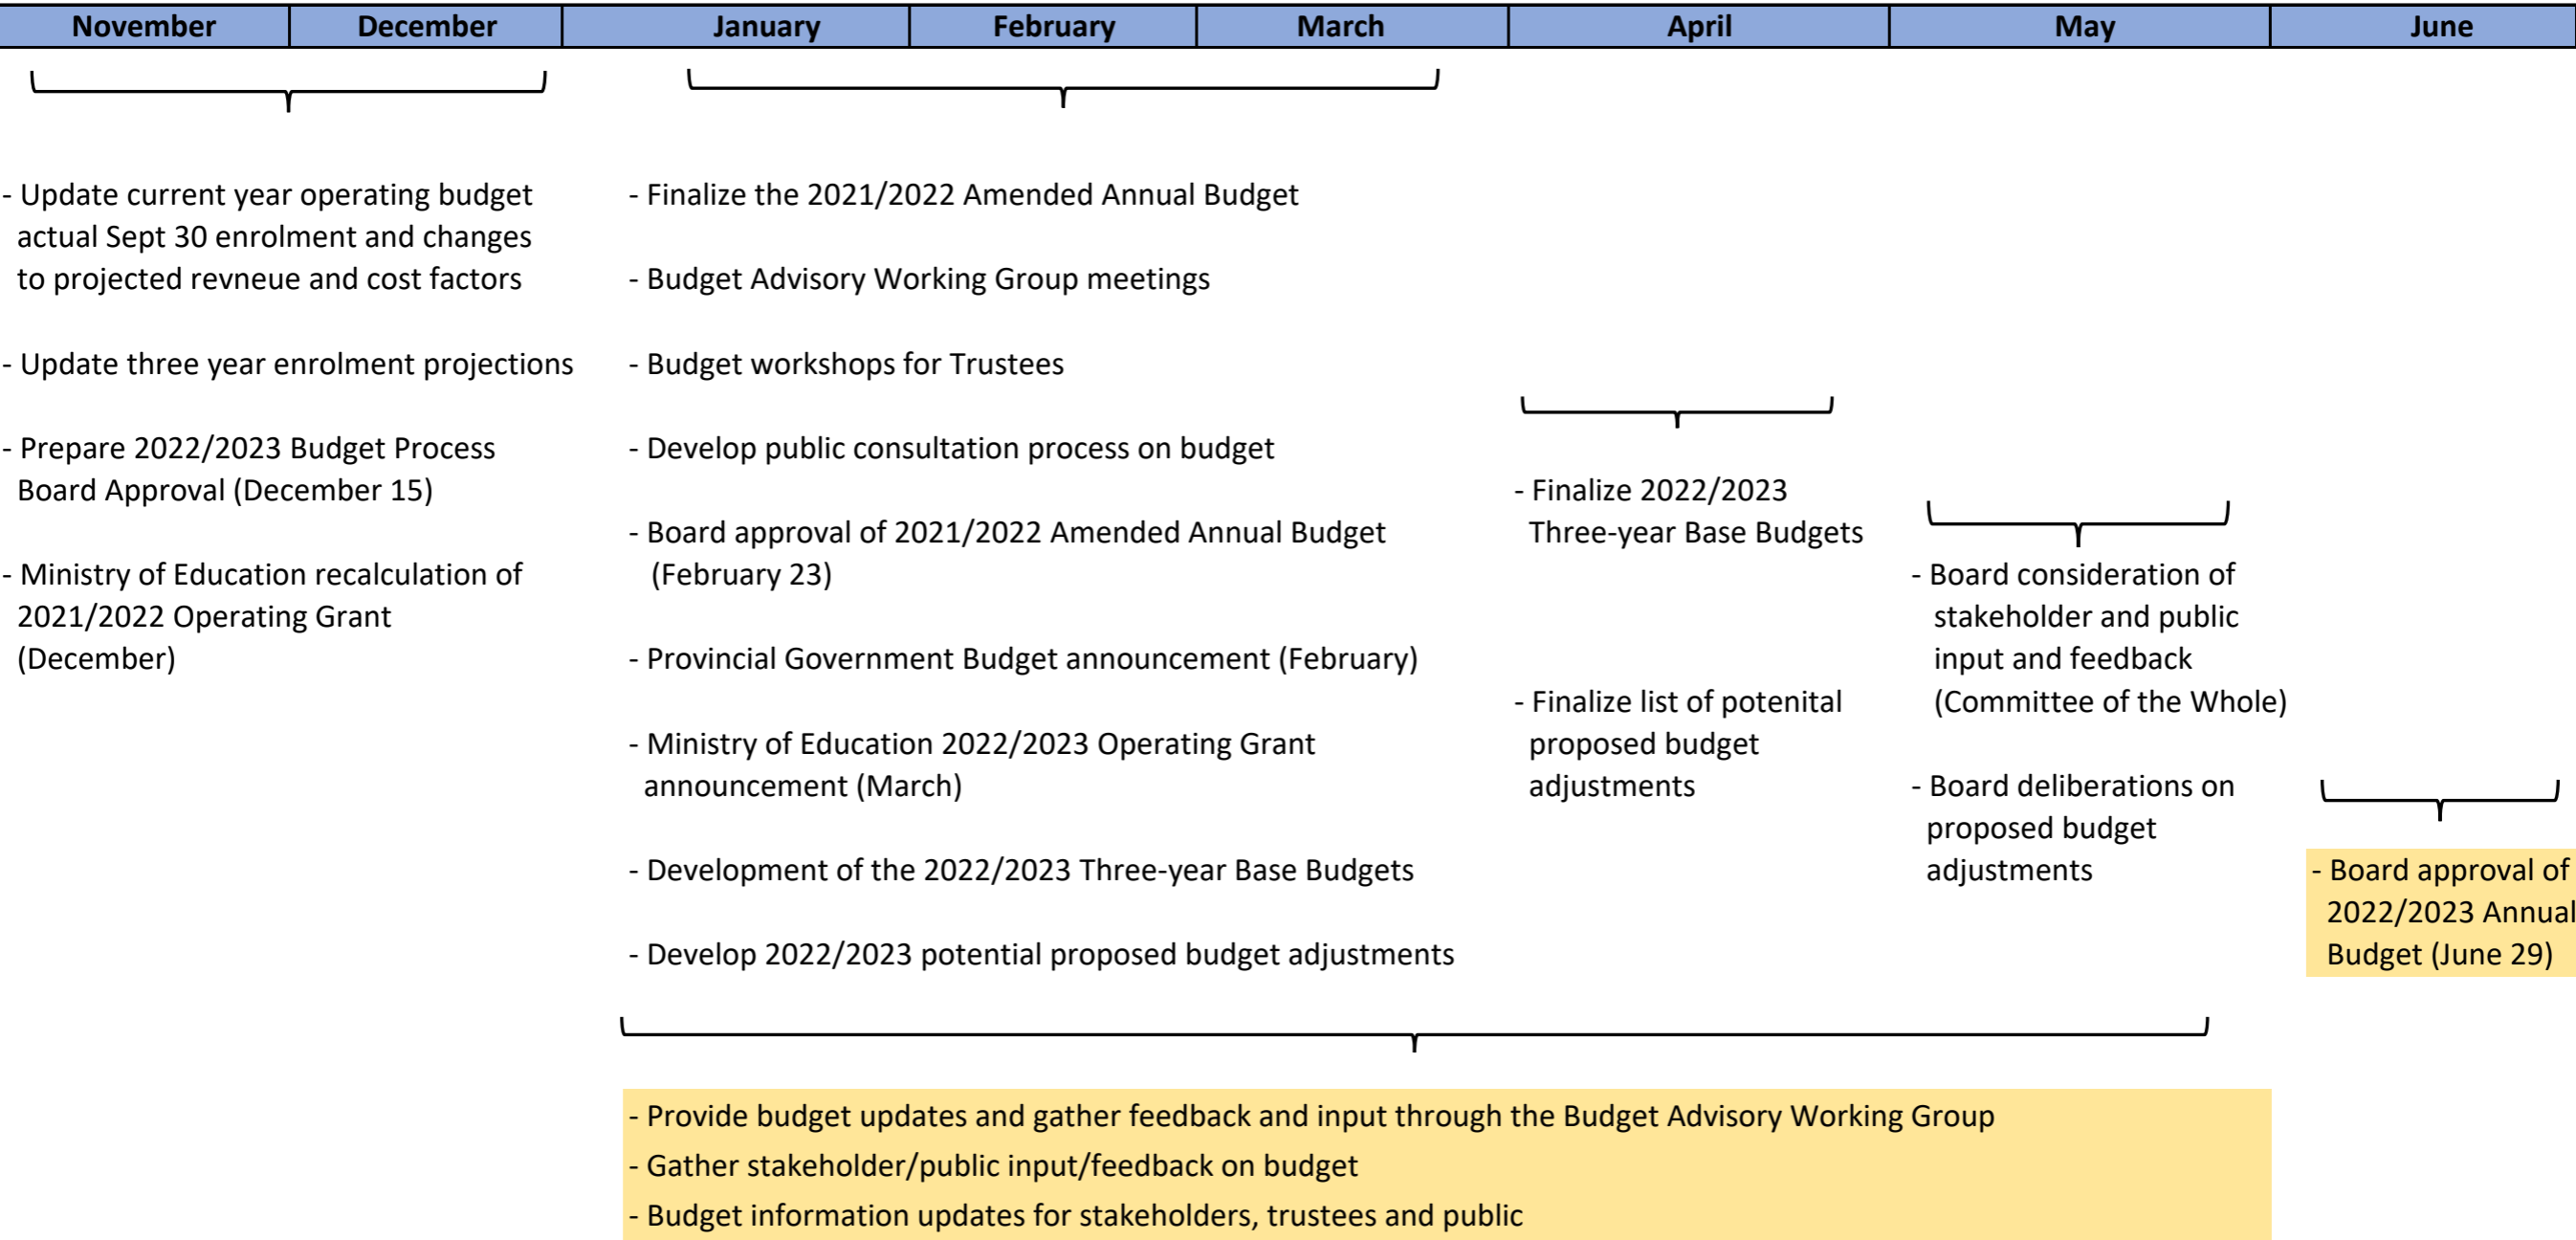 November December January February March April May June
- Update current year operating budget
actual Sept 30 enrolment and changes
to projected revneue and cost factors
- Update three year enrolment projections
- Prepare 2022/2023 Budget Process
Board Approval (December 15)
- Ministry of Education recalculation of
2021/2022 Operating Grant
(December)
- Finalize the 2021/2022 Amended Annual Budget
- Budget Advisory Working Group meetings
- Budget workshops for Trustees
- Develop public consultation process on budget
- Board approval of 2021/2022 Amended Annual Budget
(February 23)
- Provincial Government Budget announcement (February)
- Ministry of Education 2022/2023 Operating Grant
announcement (March)
- Development of the 2022/2023 Three-year Base Budgets
- Develop 2022/2023 potential proposed budget adjustments
- Finalize 2022/2023
Three-year Base Budgets
- Finalize list of potenital
proposed budget
adjustments
- Board consideration of
stakeholder and public
input and feedback
(Committee of the Whole)
- Board deliberations on
proposed budget
adjustments
- Board approval of
2022/2023 Annual
Budget (June 29)
- Provide budget updates and gather feedback and input through the Budget Advisory Working Group
- Gather stakeholder/public input/feedback on budget
- Budget information updates for stakeholders, trustees and public